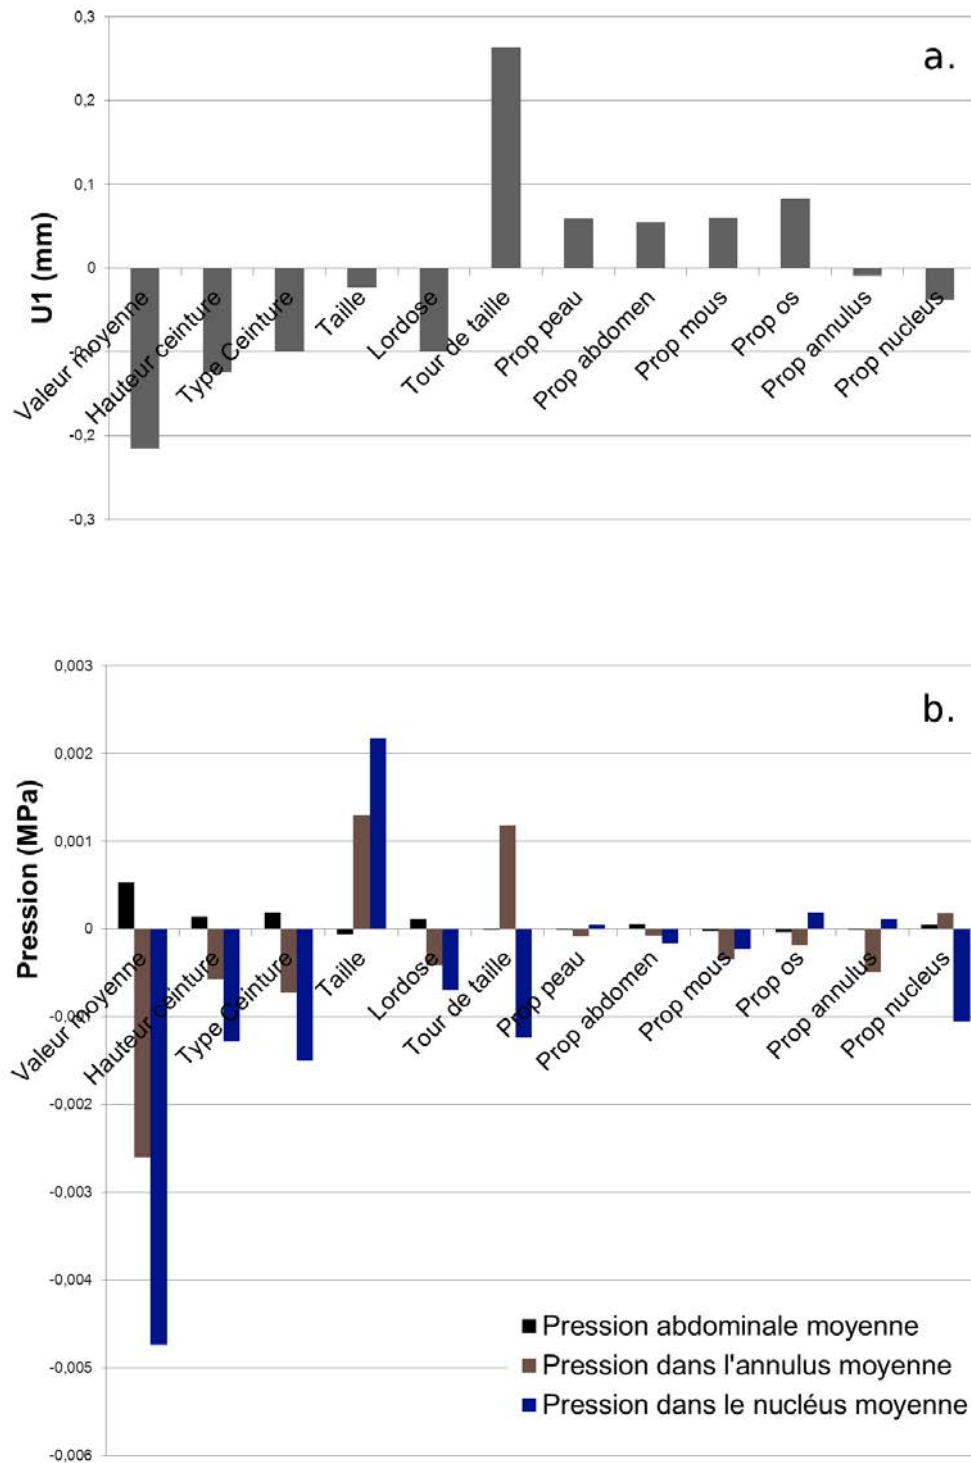 0,3
a.
0,2
0,1
U1 (mm)
0
-0,2
-0,3
Valeur moyenne
Hauteur ceinture
Type Ceinture
Taille
Lordose
Tour de taille
Prop peau
Prop abdomen
Prop mous
Prop os
Prop annulus
Prop nucleus
0,003
b.
0,002
0,001
Pression (MPa)
0
-0,002
-0,003
-0,004
-0,005
-0,006
Valeur moyenne
Hauteur ceinture
Type Ceinture
Taille
Lordose
Tour de taille
Prop peau
Prop abdomen
Prop mous
Prop os
Prop annulus
Prop nucleus
Pression abdominale moyenne
Pression dans l'annulus moyenne
Pression dans le nucléus moyenne